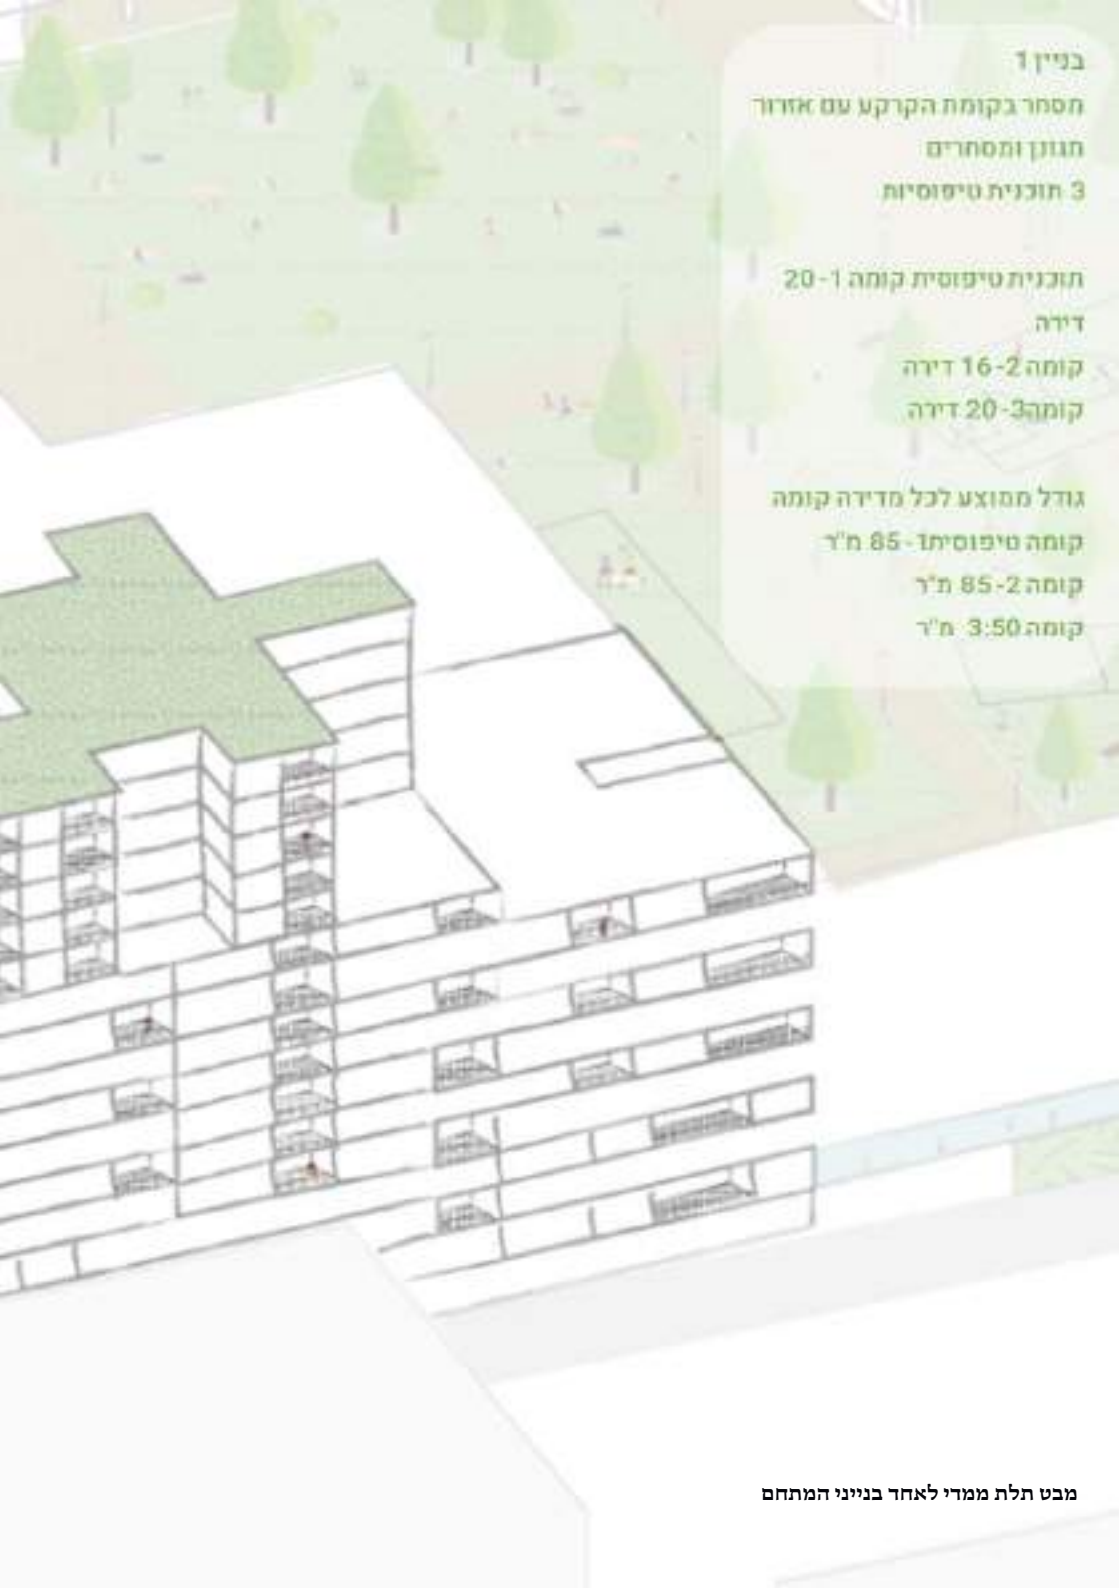 בניין 1
מסחר בקומת הקרקע עם אזרור
מגונן ומסחרים
3 תוכנית טיפוסיות
תוכנית טיפוסית קומה 1- 20
דירה
קומה 2- 16 דירה
קומה3- 20 דירה
גודל ממוצע לכל מדירה קומה
קומה טיפוסית1- 85 מ"ר
קומה 2- 85 מ"ר
קומה 3:50 מ"ר
מבט תלת ממדי לאחד בנייני המתחם